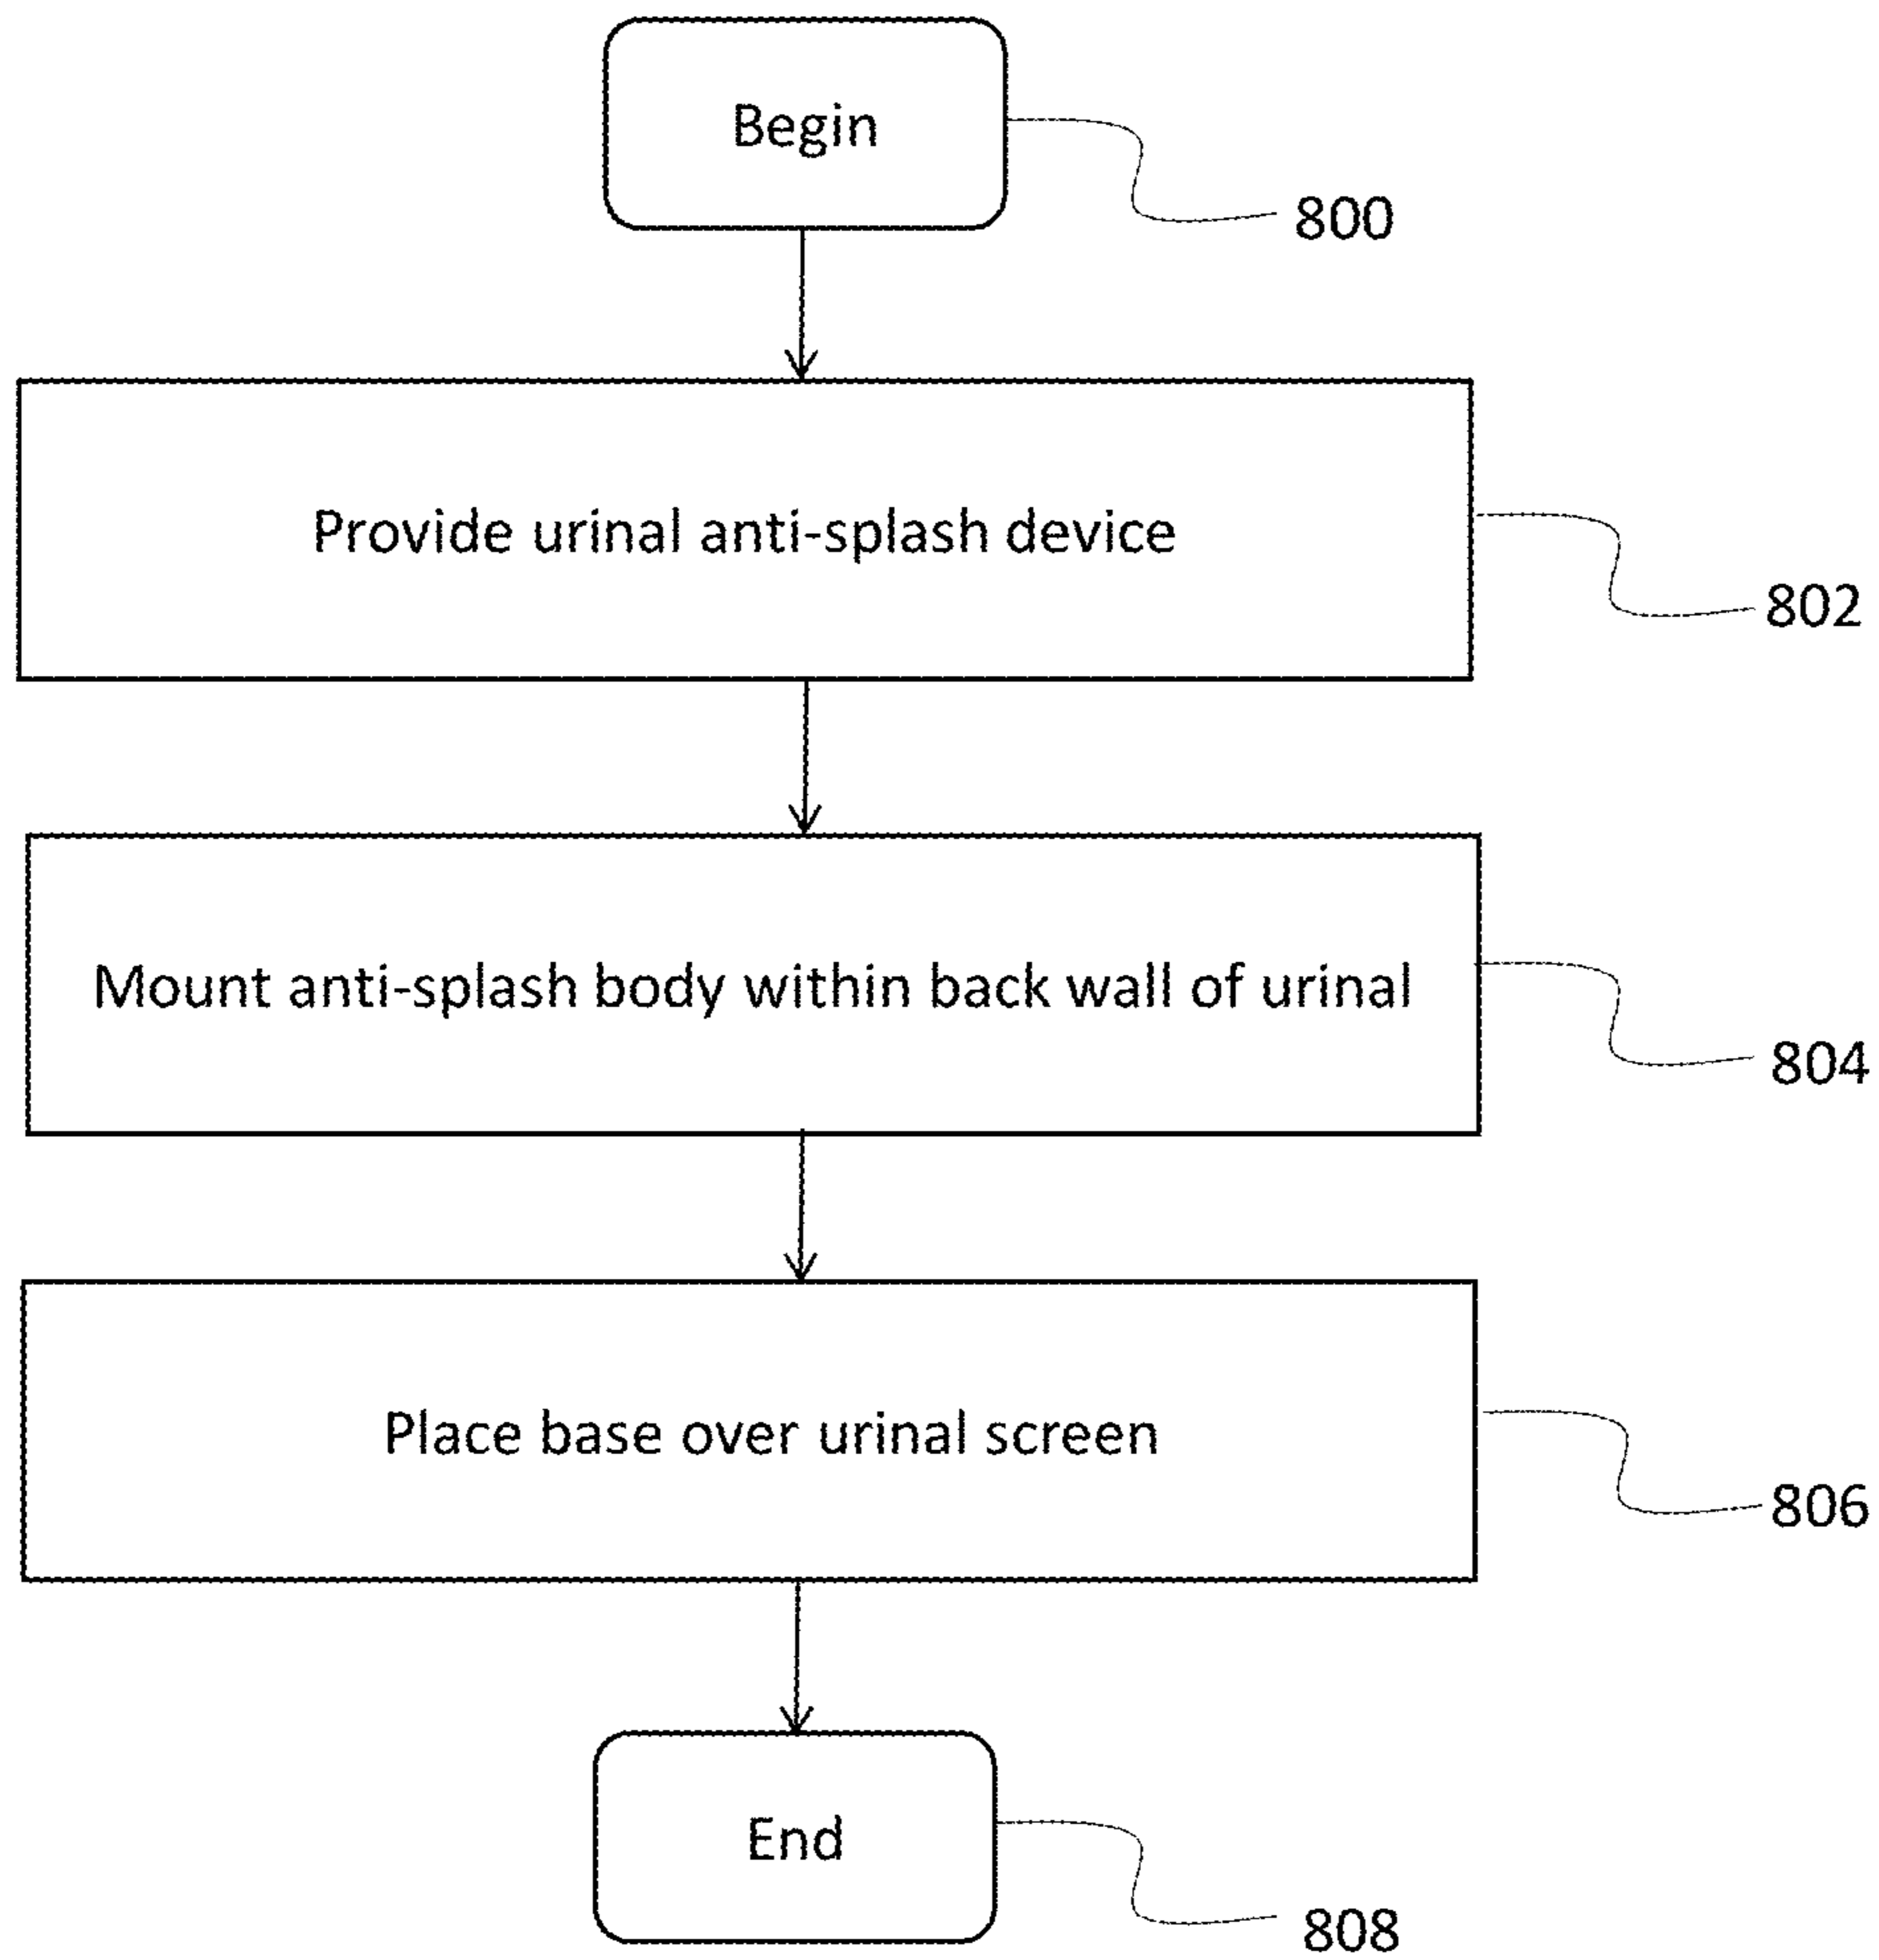 Begin
800
Provide urinal anti-splash device
802
Mount anti-splash body within back wall of urinal
804
Place base over urinal screen
806
End
808